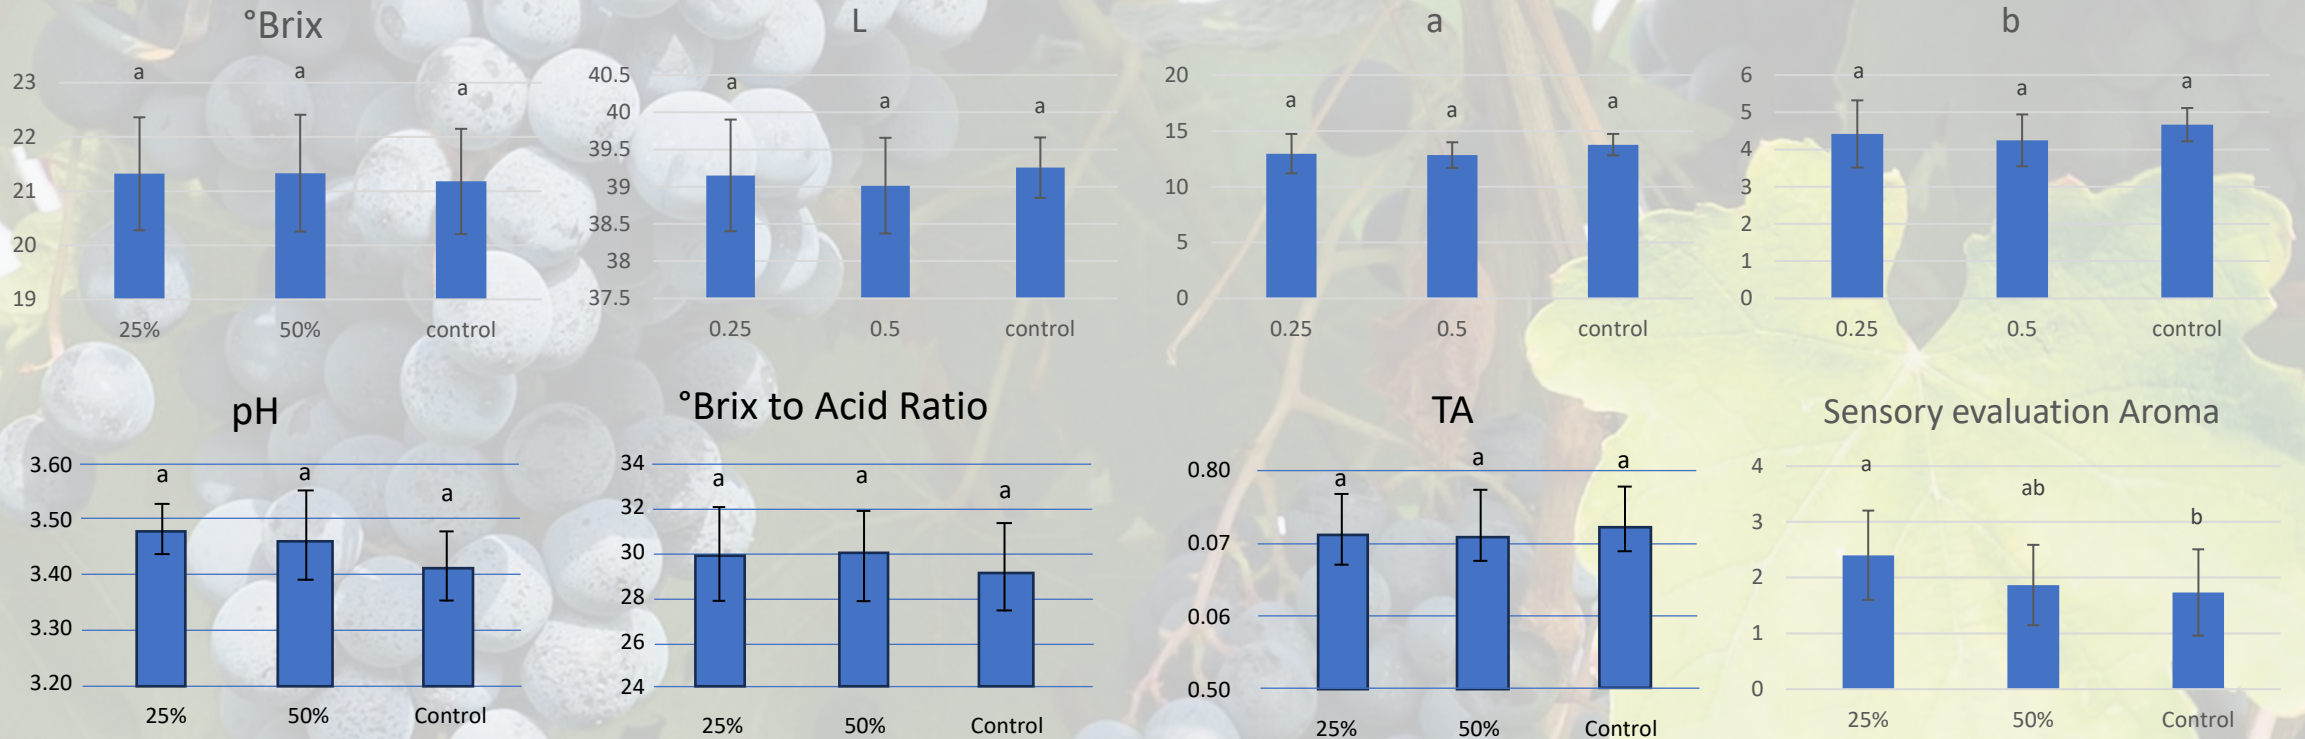 °Brix
a
a
a
23
22
21
20
19
25%
50%
control
L
a
a
a
40.5
40
39.5
39
38.5
38
37.5
0.25
0.5
control
a
a
a
a
20
15
10
5
0
0.25
0.5
control
b
a
a
a
6
5
4
3
2
1
0
0.25
0.5
control
pH
a
a
a
3.60
3.50
3.40
3.30
3.20
25%
50%
Control
°Brix to Acid Ratio
a
a
a
34
32
30
28
26
24
25%
50%
Control
TA
a
a
a
0.80
0.07
0.06
0.50
25%
50%
Control
Sensory evaluation Aroma
a
ab
b
4
3
2
1
0
25%
50%
Control